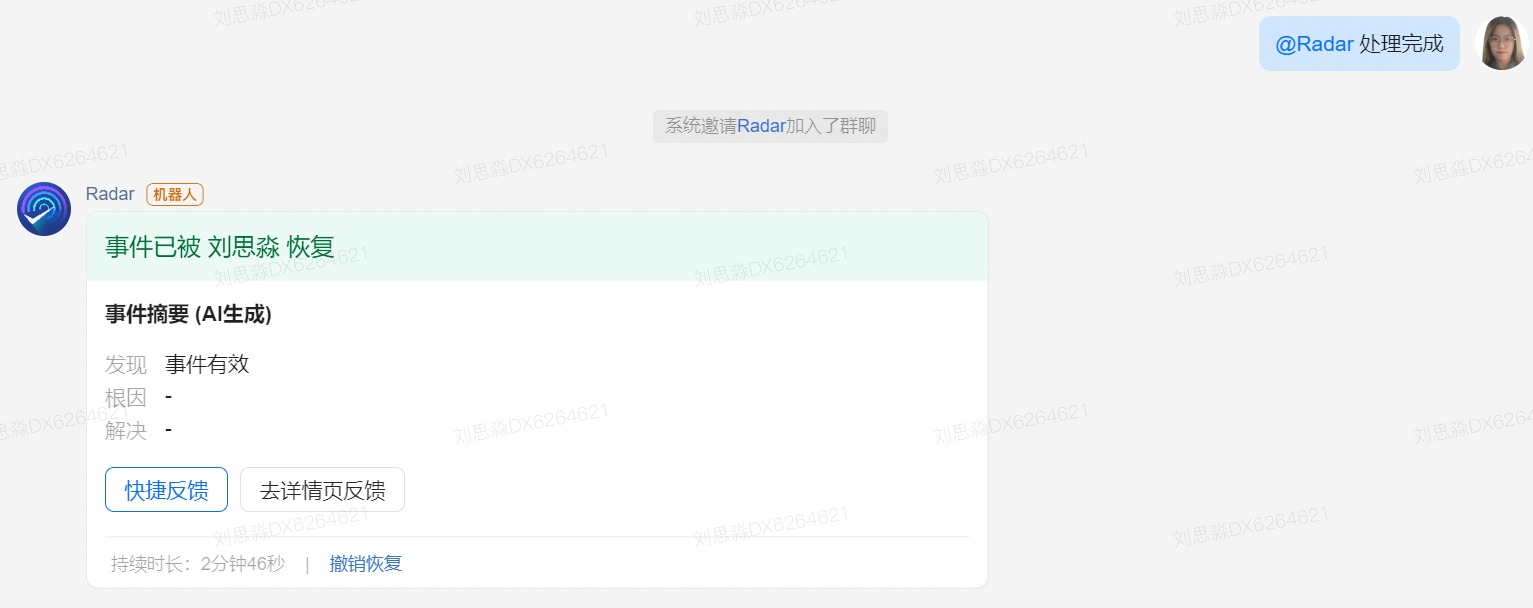 @Radar 处理完成
系统邀请Radar加入了群聊
Radar 机器人
事件已被 刘思淼 恢复
事件摘要 (AI生成)
发现 事件有效
根因 -
解决 -
快捷反馈 去详情页反馈
持续时长：2分钟46秒 | 撤销恢复
刘思淼DX6264621